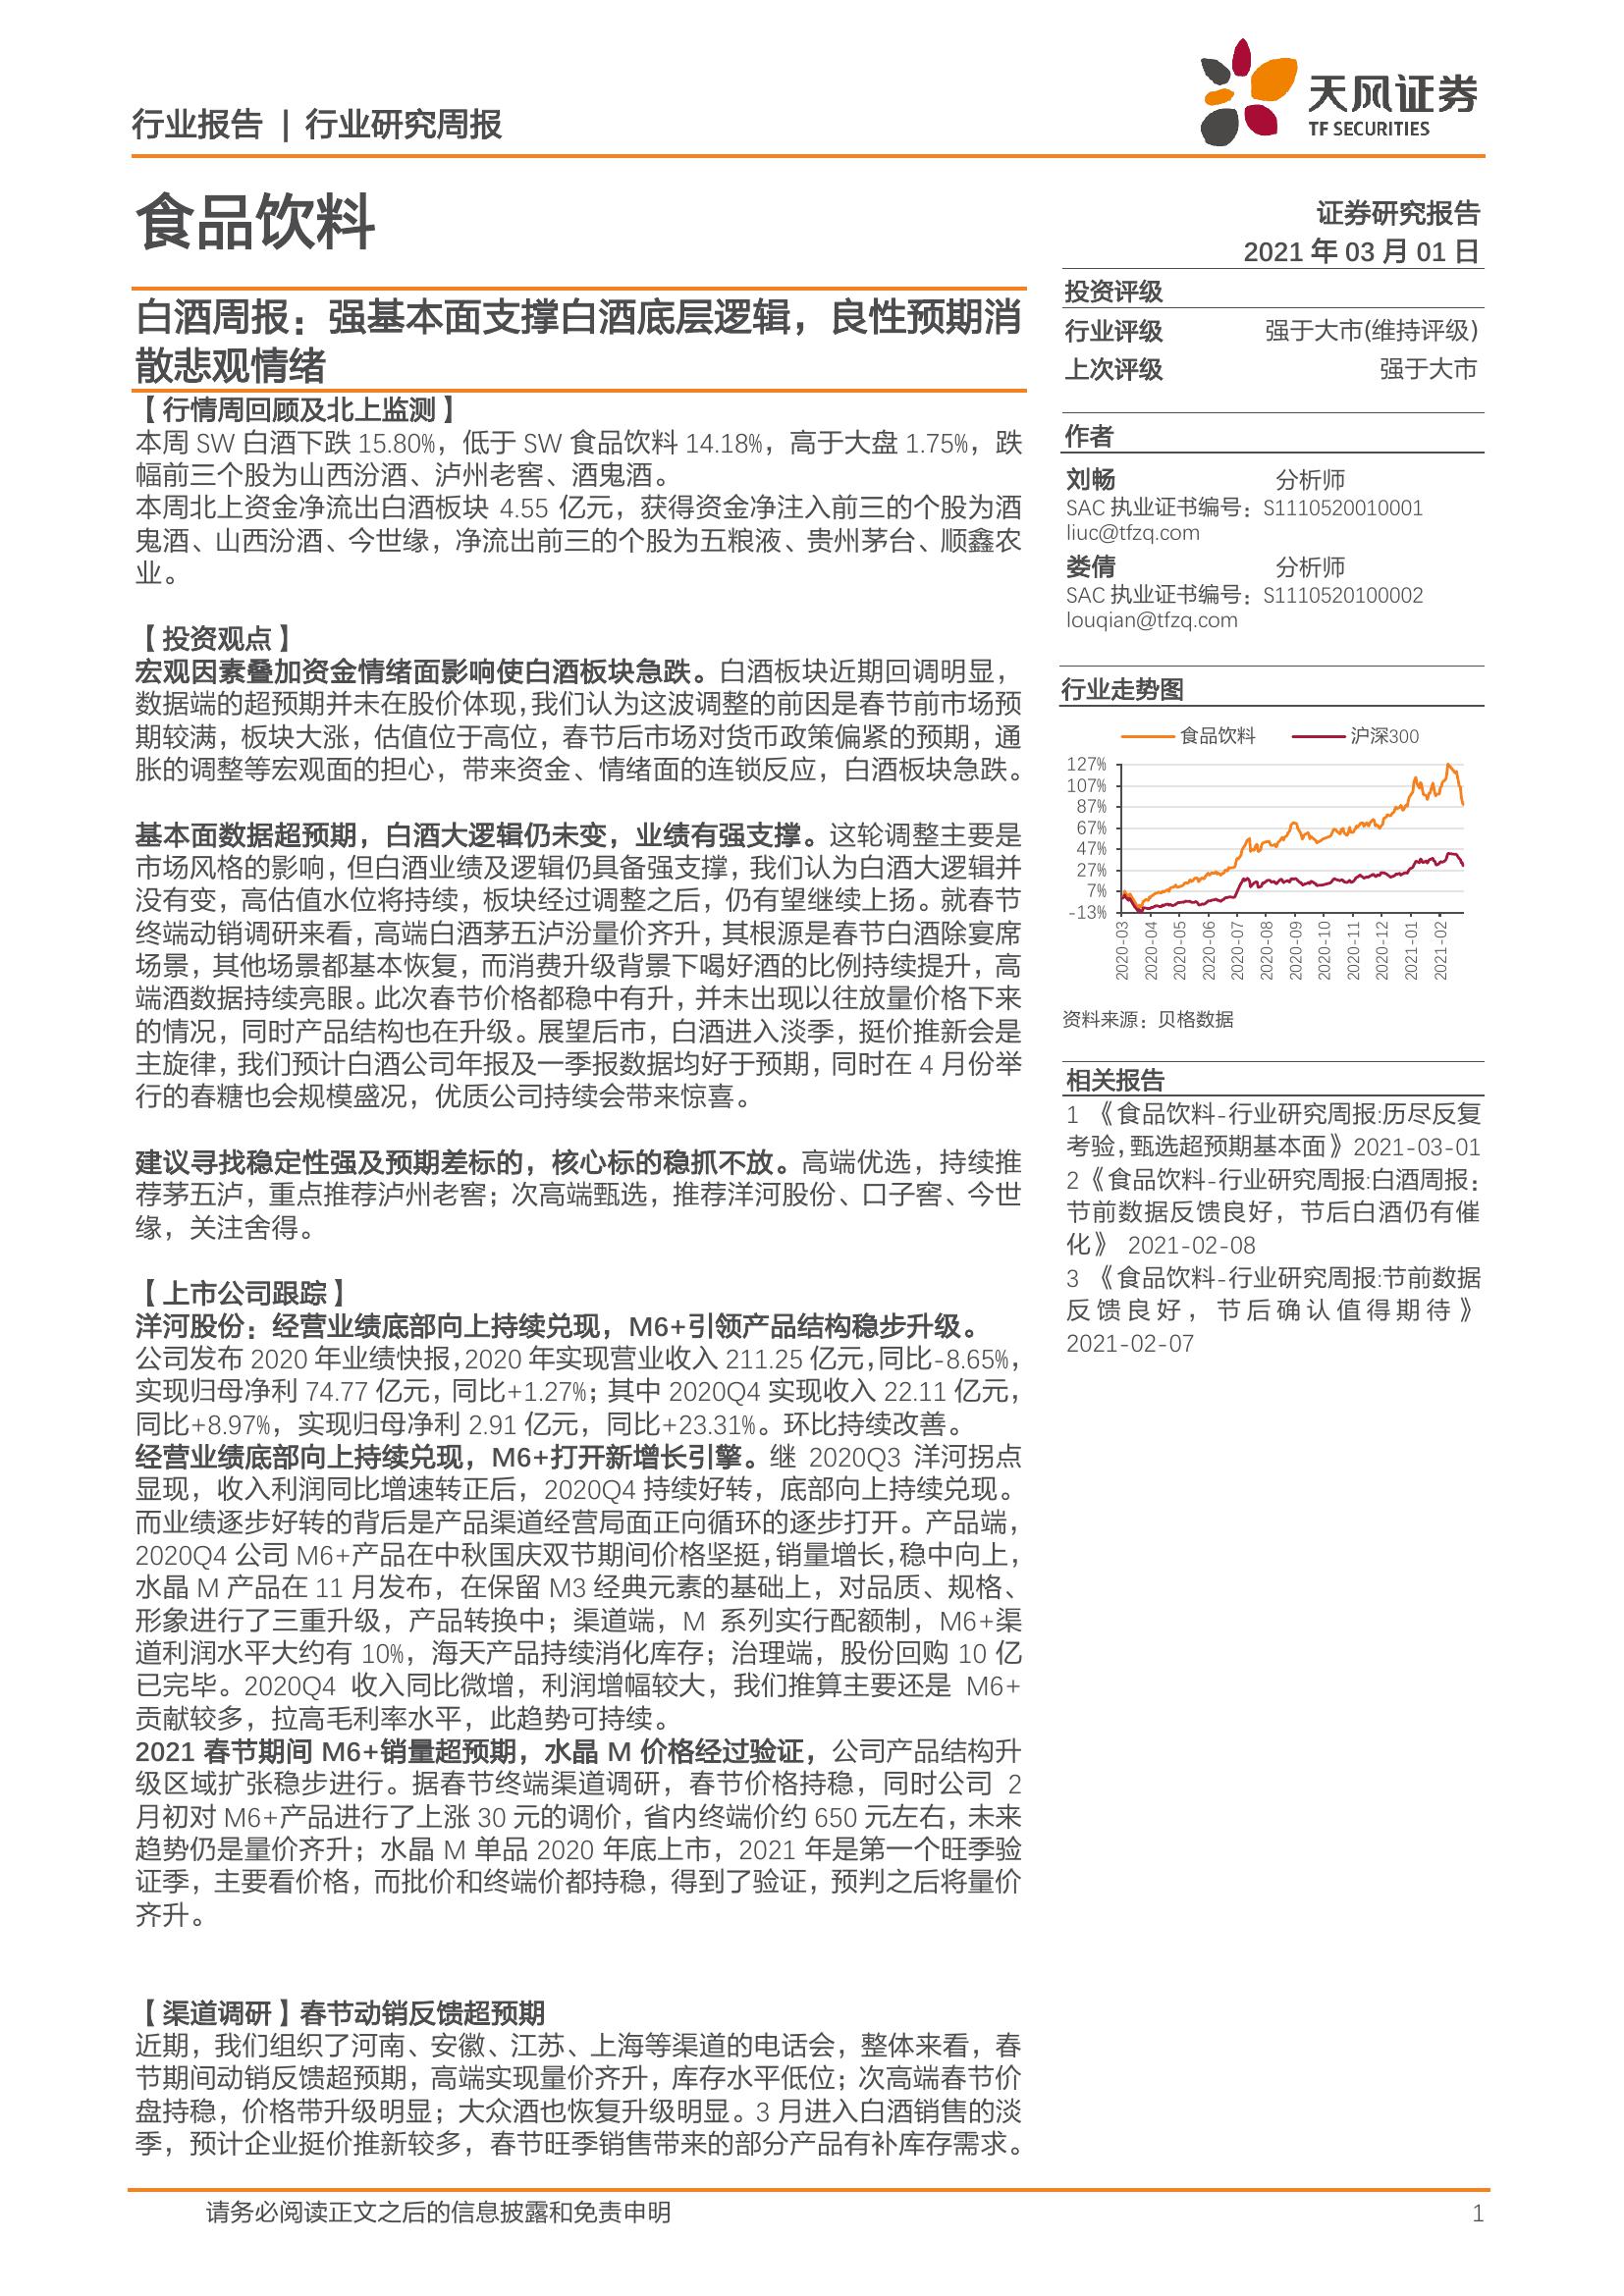 行业报告 | 行业研究周报
天风证券
TF SECURITIES
食品饮料
证券研究报告
2021 年 03 月 01 日
白酒周报：强基本面支撑白酒底层逻辑，良性预期消
散悲观情绪
【行情周回顾及北上监测】
本周 SW 白酒下跌 15.80%，低于 SW 食品饮料 14.18%，高于大盘 1.75%，跌
幅前三个股为山西汾酒、泸州老窖、酒鬼酒。
本周北上资金净流出白酒板块 4.55 亿元，获得资金净注入前三的个股为酒
鬼酒、山西汾酒、今世缘，净流出前三的个股为五粮液、贵州茅台、顺鑫农
业。
【投资观点】
宏观因素叠加资金情绪面影响使白酒板块急跌。白酒板块近期回调明显，
数据端的超预期并未在股价体现，我们认为这波调整的前因是春节前市场预
期较满，板块大涨，估值位于高位，春节后市场对货币政策偏紧的预期，通
胀的调整等宏观面的担心，带来资金、情绪面的连锁反应，白酒板块急跌。
基本面数据超预期，白酒大逻辑仍未变，业绩有强支撑。这轮调整主要是
市场风格的影响，但白酒业绩及逻辑仍具备强支撑，我们认为白酒大逻辑并
没有变，高估值水位将持续，板块经过调整之后，仍有望继续上扬。就春节
终端动销调研来看，高端白酒茅五泸汾量价齐升，其根源是春节白酒除宴席
场景，其他场景都基本恢复，而消费升级背景下喝好酒的比例持续提升，高
端酒数据持续亮眼。此次春节价格都稳中有升，并未出现以往放量价格下来
的情况，同时产品结构也在升级。展望后市，白酒进入淡季，挺价推新会是
主旋律，我们预计白酒公司年报及一季报数据均好于预期，同时在 4 月份举
行的春糖也会规模盛况，优质公司持续会带来惊喜。
建议寻找稳定性强及预期差标的，核心标的稳抓不放。高端优选，持续推
荐茅五泸，重点推荐泸州老窖；次高端甄选，推荐洋河股份、口子窖、今世
缘，关注舍得。
【上市公司跟踪】
洋河股份：经营业绩底部向上持续兑现，M6+引领产品结构稳步升级。
公司发布 2020 年业绩快报，2020 年实现营业收入 211.25 亿元，同比-8.65%，
实现归母净利 74.77 亿元，同比+1.27%；其中 2020Q4 实现收入 22.11 亿元，
同比+8.97%，实现归母净利 2.91 亿元，同比+23.31%。环比持续改善。
经营业绩底部向上持续兑现，M6+打开新增长引擎。继 2020Q3 洋河拐点
显现，收入利润同比增速转正后，2020Q4 持续好转，底部向上持续兑现。
而业绩逐步好转的背后是产品渠道经营局面正向循环的逐步打开。产品端，
2020Q4 公司 M6+产品在中秋国庆双节期间价格坚挺，销量增长，稳中向上，
水晶 M 产品在 11 月发布，在保留 M3 经典元素的基础上，对品质、规格、
形象进行了三重升级，产品转换中；渠道端，M 系列实行配额制，M6+渠
道利润水平大约有 10%，海天产品持续消化库存；治理端，股份回购 10 亿
已完毕。2020Q4 收入同比微增，利润增幅较大，我们推算主要还是 M6+
贡献较多，拉高毛利率水平，此趋势可持续。
2021 春节期间 M6+销量超预期，水晶 M 价格经过验证，公司产品结构升
级区域扩张稳步进行。据春节终端渠道调研，春节价格持稳，同时公司 2
月初对 M6+产品进行了上涨 30 元的调价，省内终端价约 650 元左右，未来
趋势仍是量价齐升；水晶 M 单品 2020 年底上市，2021 年是第一个旺季验
证季，主要看价格，而批价和终端价都持稳，得到了验证，预判之后将量价
齐升。
【渠道调研】春节动销反馈超预期
近期，我们组织了河南、安徽、江苏、上海等渠道的电话会，整体来看，春
节期间动销反馈超预期，高端实现量价齐升，库存水平低位；次高端春节价
盘持稳，价格带升级明显；大众酒也恢复升级明显。3 月进入白酒销售的淡
季，预计企业挺价推新较多，春节旺季销售带来的部分产品有补库存需求。
投资评级
行业评级 强于大市(维持评级)
上次评级 强于大市
作者
刘畅 分析师
SAC 执业证书编号：S1110520010001
liuc@tfzq.com
娄倩 分析师
SAC 执业证书编号：S1110520100002
louqian@tfzq.com
行业走势图
食品饮料 沪深300
127%
107%
87%
67%
47%
27%
7%
-13%
2020-03 2020-04 2020-05 2020-06 2020-07 2020-08 2020-09 2020-10 2020-11 2020-12 2021-01 2021-02
资料来源：贝格数据
相关报告
1 《食品饮料-行业研究周报:历尽反复
考验,甄选超预期基本面》2021-03-01
2《食品饮料-行业研究周报:白酒周报：
节前数据反馈良好，节后白酒仍有催
化》 2021-02-08
3 《食品饮料-行业研究周报:节前数据
反馈良好，节后确认值得期待》
2021-02-07
请务必阅读正文之后的信息披露和免责申明
1